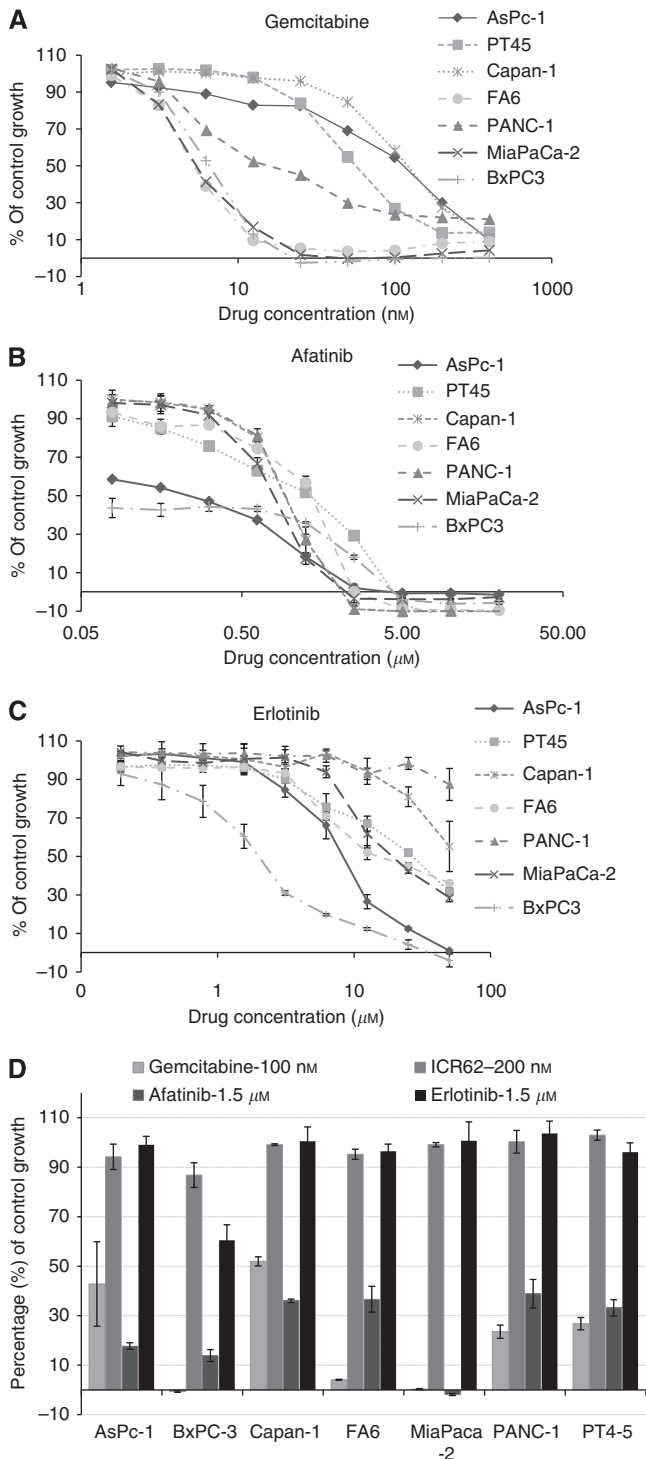 A
Gemcitabine
% Of control growth
110
90
70
50
30
10
−10
1
10
100
1000
Drug concentration (nM)
AsPc-1
PT45
Capan-1
FA6
PANC-1
MiaPaCa-2
BxPC3
B
Afatinib
% Of control growth
110
90
70
50
30
10
−10
0.05
0.50
5.00
50.00
Drug concentration (μM)
AsPc-1
PT45
Capan-1
FA6
PANC-1
MiaPaCa-2
BxPC3
C
Erlotinib
% Of control growth
110
90
70
50
30
10
−10
0
1
10
100
Drug concentration (μM)
AsPc-1
PT45
Capan-1
FA6
PANC-1
MiaPaCa-2
BxPC3
D
Gemcitabine-100 nM
ICR62–200 nM
Afatinib-1.5 μM
Erlotinib-1.5 μM
Percentage (%) of control growth
110
90
70
50
30
10
−10
AsPc-1
BxPC-3
Capan-1
FA6
MiaPaca
-2
PANC-1
PT4-5